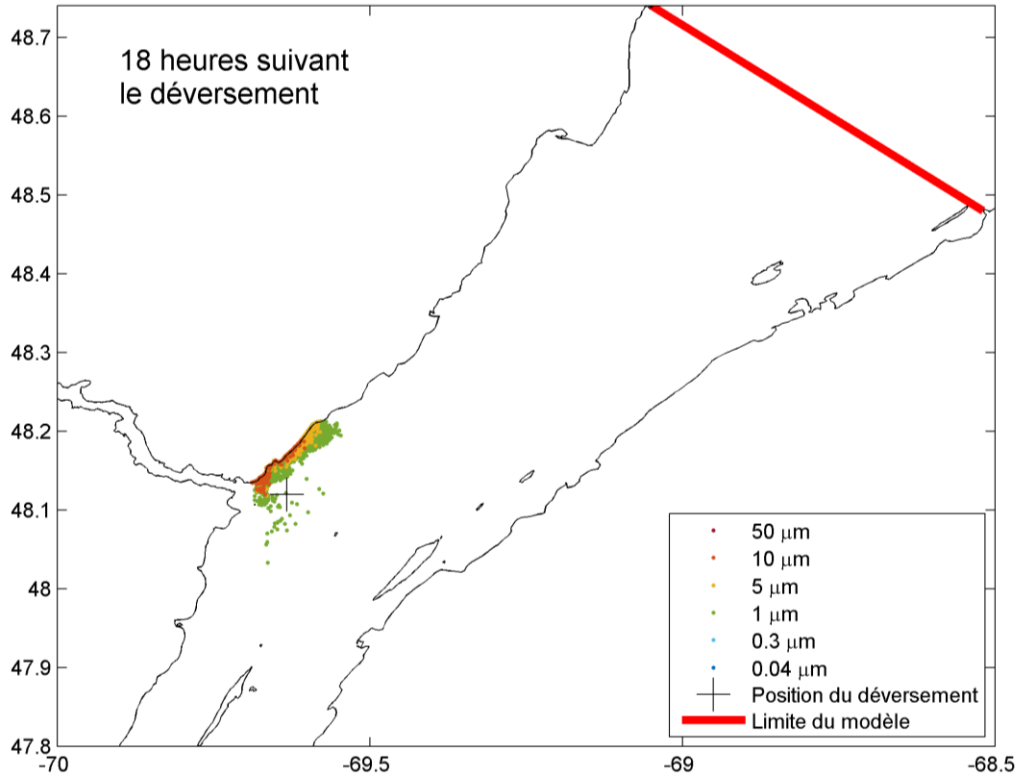 18 heures suivant
le déversement
48.7
48.6
48.5
48.4
48.3
48.2
48.1
48
47.9
47.8
-70
-69.5
-69
-68.5
50 μm
10 μm
5 μm
1 μm
0.3 μm
0.04 μm
Position du déversement
Limite du modèle